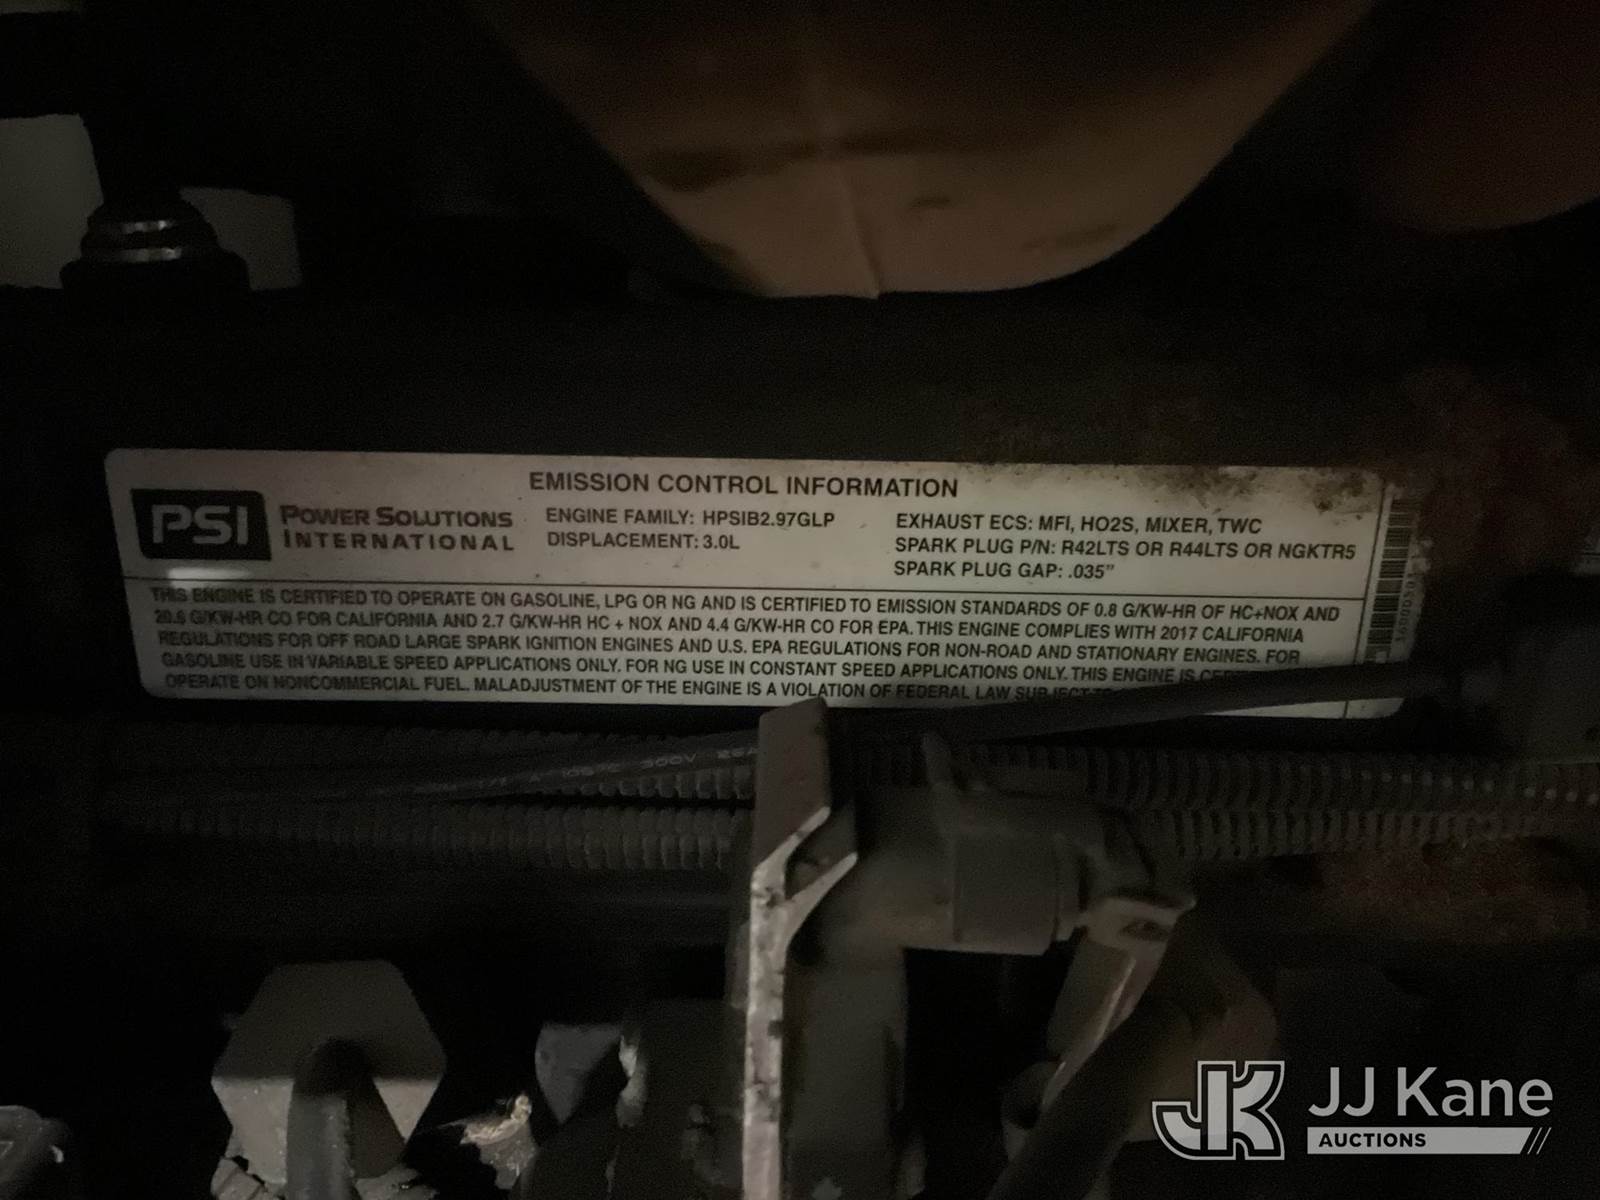 EMISSION CONTROL INFORMATION
PSI
POWER SOLUTIONS
INTERNATIONAL
ENGINE FAMILY: HPSIB2.97GLP
DISPLACEMENT: 3.0L
EXHAUST ECS: MFI, HO2S, MIXER, TWC
SPARK PLUG P/N: R42LTS OR R44LTS OR NGKTR5
SPARK PLUG GAP: .035"
THIS ENGINE IS CERTIFIED TO OPERATE ON GASOLINE, LPG OR NG AND IS CERTIFIED TO EMISSION STANDARDS OF 0.8 G/KW-HR OF HC+NOX AND
20.6 G/KW-HR CO FOR CALIFORNIA AND 2.7 G/KW-HR HC + NOX AND 4.4 G/KW-HR CO FOR EPA. THIS ENGINE COMPLIES WITH 2017 CALIFORNIA
REGULATIONS FOR OFF ROAD LARGE SPARK IGNITION ENGINES AND U.S. EPA REGULATIONS FOR NON-ROAD AND STATIONARY ENGINES. FOR
GASOLINE USE IN VARIABLE SPEED APPLICATIONS ONLY. FOR NG USE IN CONSTANT SPEED APPLICATIONS ONLY. THIS ENGINE IS
OPERATE ON NONCOMMERCIAL FUEL. MALADJUSTMENT OF THE ENGINE IS A VIOLATION OF FEDERAL LAW SUBJECT TO
300V
JK JJ Kane
AUCTIONS